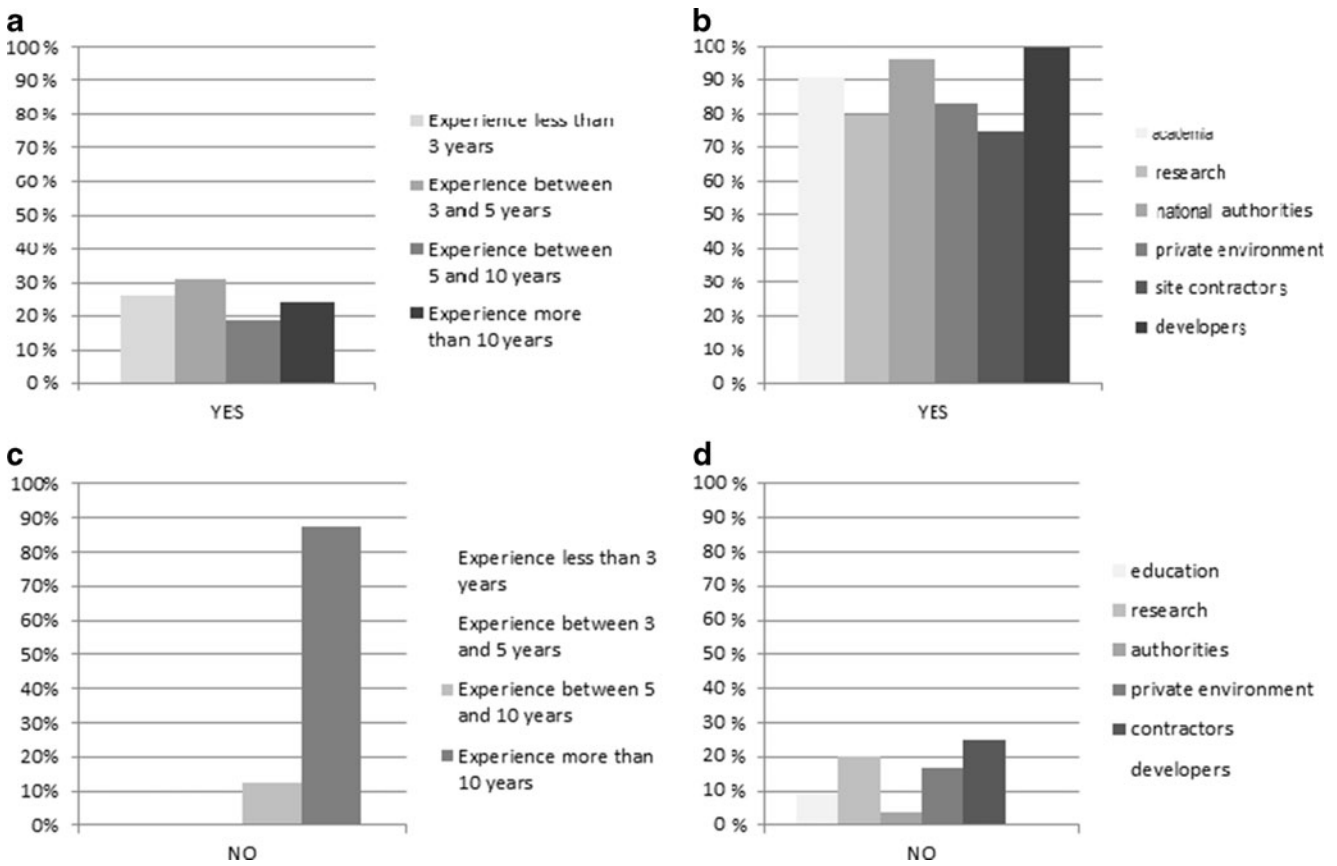 a
100 %
90 %
80 %
70 %
60 %
50 %
40 %
30 %
20 %
10 %
0 %
YES
Experience less than
3 years
Experience between
3 and 5 years
Experience between
5 and 10 years
Experience more
than 10 years
b
100 %
90 %
80 %
70 %
60 %
50 %
40 %
30 %
20 %
10 %
0 %
YES
academia
research
national authorities
private environment
site contractors
developers
c
100%
90%
80%
70%
60%
50%
40%
30%
20%
10%
0%
NO
Experience less than 3
years
Experience between 3
and 5 years
Experience between 5
and 10 years
Experience more than
10 years
d
100 %
90 %
80 %
70 %
60 %
50 %
40 %
30 %
20 %
10 %
0 %
NO
education
research
authorities
private environment
contractors
developers